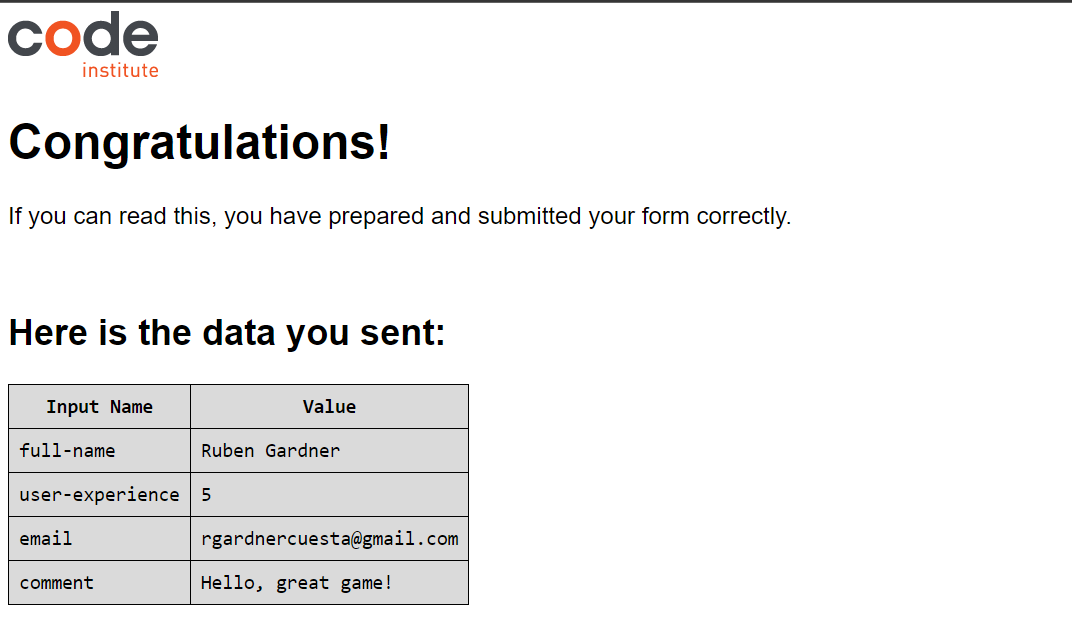 code
institute
Congratulations!
If you can read this, you have prepared and submitted your form correctly.
Here is the data you sent:
Input Name Value
full-name Ruben Gardner
user-experience 5
email rgardnercuesta@gmail.com
comment Hello, great game!